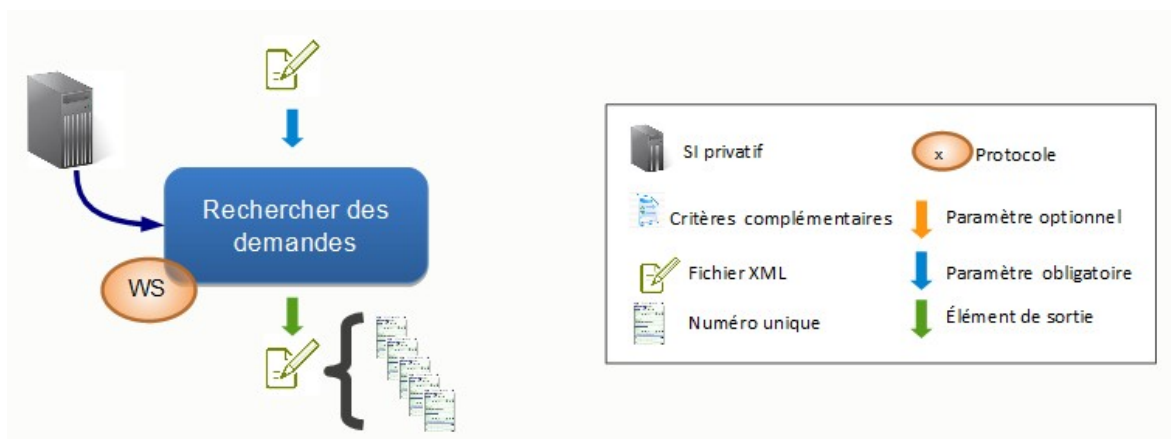 Rechercher des
demandes
WS
SI privatif
x Protocole
Critères complémentaires
Paramètre optionnel
Fichier XML
Paramètre obligatoire
Numéro unique
Élément de sortie